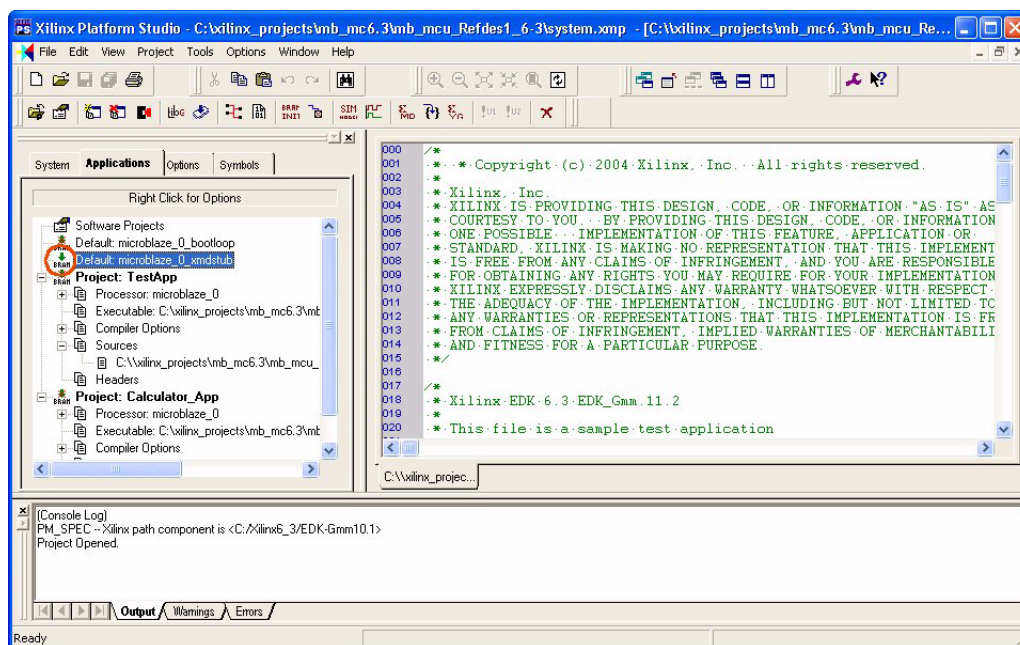 Xilinx Platform Studio - C:\xilinx_projects\mb_mc6.3\mb_mcu_Refdes1_6-3\system.xmp - [C:\\xilinx_projects\mb_mc6.3\mb_mcu_Re...
File Edit View Project Tools Options Window Help
System Applications Options Symbols
Right Click for Options
Software Projects
Default: microblaze_0_bootloop
Default: microblaze_0_xmdstub
Project: TestApp
Processor: microblaze_0
Executable: C:\xilinx_projects\mb_mc6.3\mb
Compiler Options
Sources
C:\\xilinx_projects\mb_mc6.3\mb_mcu_
Headers
Project: Calculator_App
Processor: microblaze_0
Executable: C:\xilinx_projects\mb_mc6.3\mb
Compiler Options
000 /*
001 * * Copyright (c) 2004 Xilinx, Inc. All rights reserved.
002 *
003 * Xilinx, Inc.
004 * XILINX IS PROVIDING THIS DESIGN, CODE, OR INFORMATION "AS IS" AS
005 * COURTESY TO YOU. BY PROVIDING THIS DESIGN, CODE, OR INFORMATION
006 * ONE POSSIBLE IMPLEMENTATION OF THIS FEATURE, APPLICATION OR
007 * STANDARD, XILINX IS MAKING NO REPRESENTATION THAT THIS IMPLEMENT
008 * IS FREE FROM ANY CLAIMS OF INFRINGEMENT, AND YOU ARE RESPONSIBLE
009 * FOR OBTAINING ANY RIGHTS YOU MAY REQUIRE FOR YOUR IMPLEMENTATION
010 * XILINX EXPRESSLY DISCLAIMS ANY WARRANTY WHATSOEVER WITH RESPECT
011 * THE ADEQUACY OF THE IMPLEMENTATION, INCLUDING BUT NOT LIMITED TO
012 * ANY WARRANTIES OR REPRESENTATIONS THAT THIS IMPLEMENTATION IS FR
013 * FROM CLAIMS OF INFRINGEMENT, IMPLIED WARRANTIES OF MERCHANTABILI
014 * AND FITNESS FOR A PARTICULAR PURPOSE.
015 */
016
017 /*
018 * Xilinx EDK 6.3 EDK_Gmm.11.2
019 *
020 * This file is a sample test application
C:\\xilinx_projec...
(Console Log)
PM_SPEC -- Xilinx path component is <C:/Xilinx6_3/EDK-Gmm10.1>
Project Opened.
Output Warnings Errors
Ready